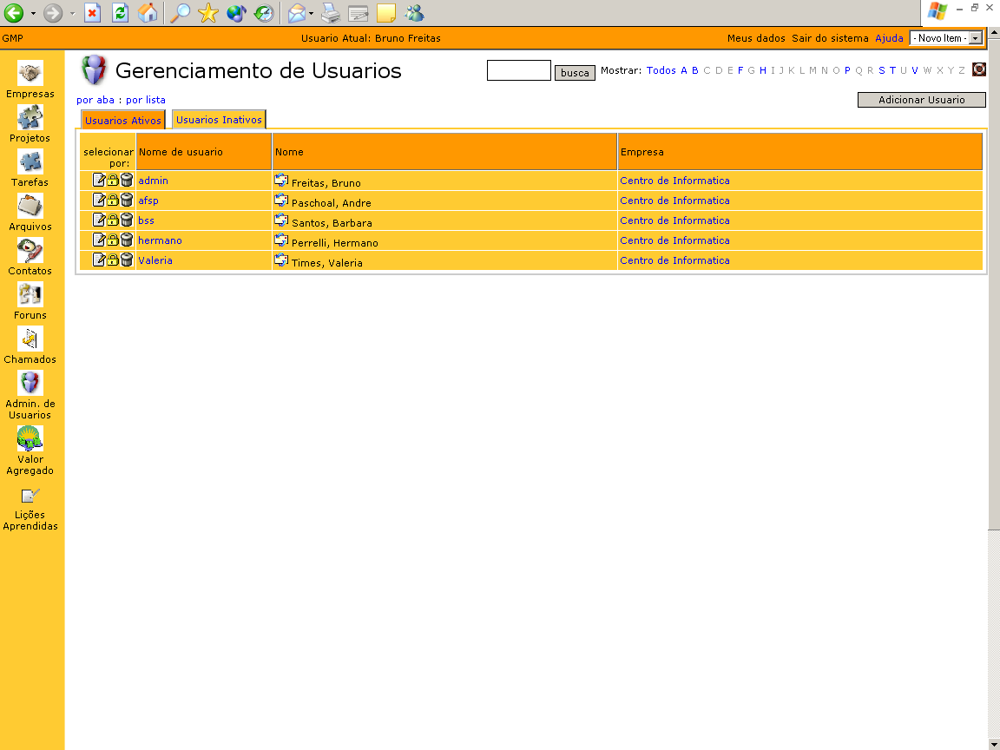 GMP Usuario Atual: Bruno Freitas Meus dados Sair do sistema Ajuda - Novo Item -
Gerenciamento de Usuarios busca Mostrar: Todos A B C D E F G H I J K L M N O P Q R S T U V W X Y Z
por aba : por lista Adicionar Usuario
Usuarios Ativos Usuarios Inativos
selecionar por: Nome de usuario Nome Empresa
admin Freitas, Bruno Centro de Informatica
afsp Paschoal, Andre Centro de Informatica
bss Santos, Barbara Centro de Informatica
hermano Perrelli, Hermano Centro de Informatica
Valeria Times, Valeria Centro de Informatica
Empresas
Projetos
Tarefas
Arquivos
Contatos
Foruns
Chamados
Admin. de
Usuarios
Valor
Agregado
Lições
Aprendidas